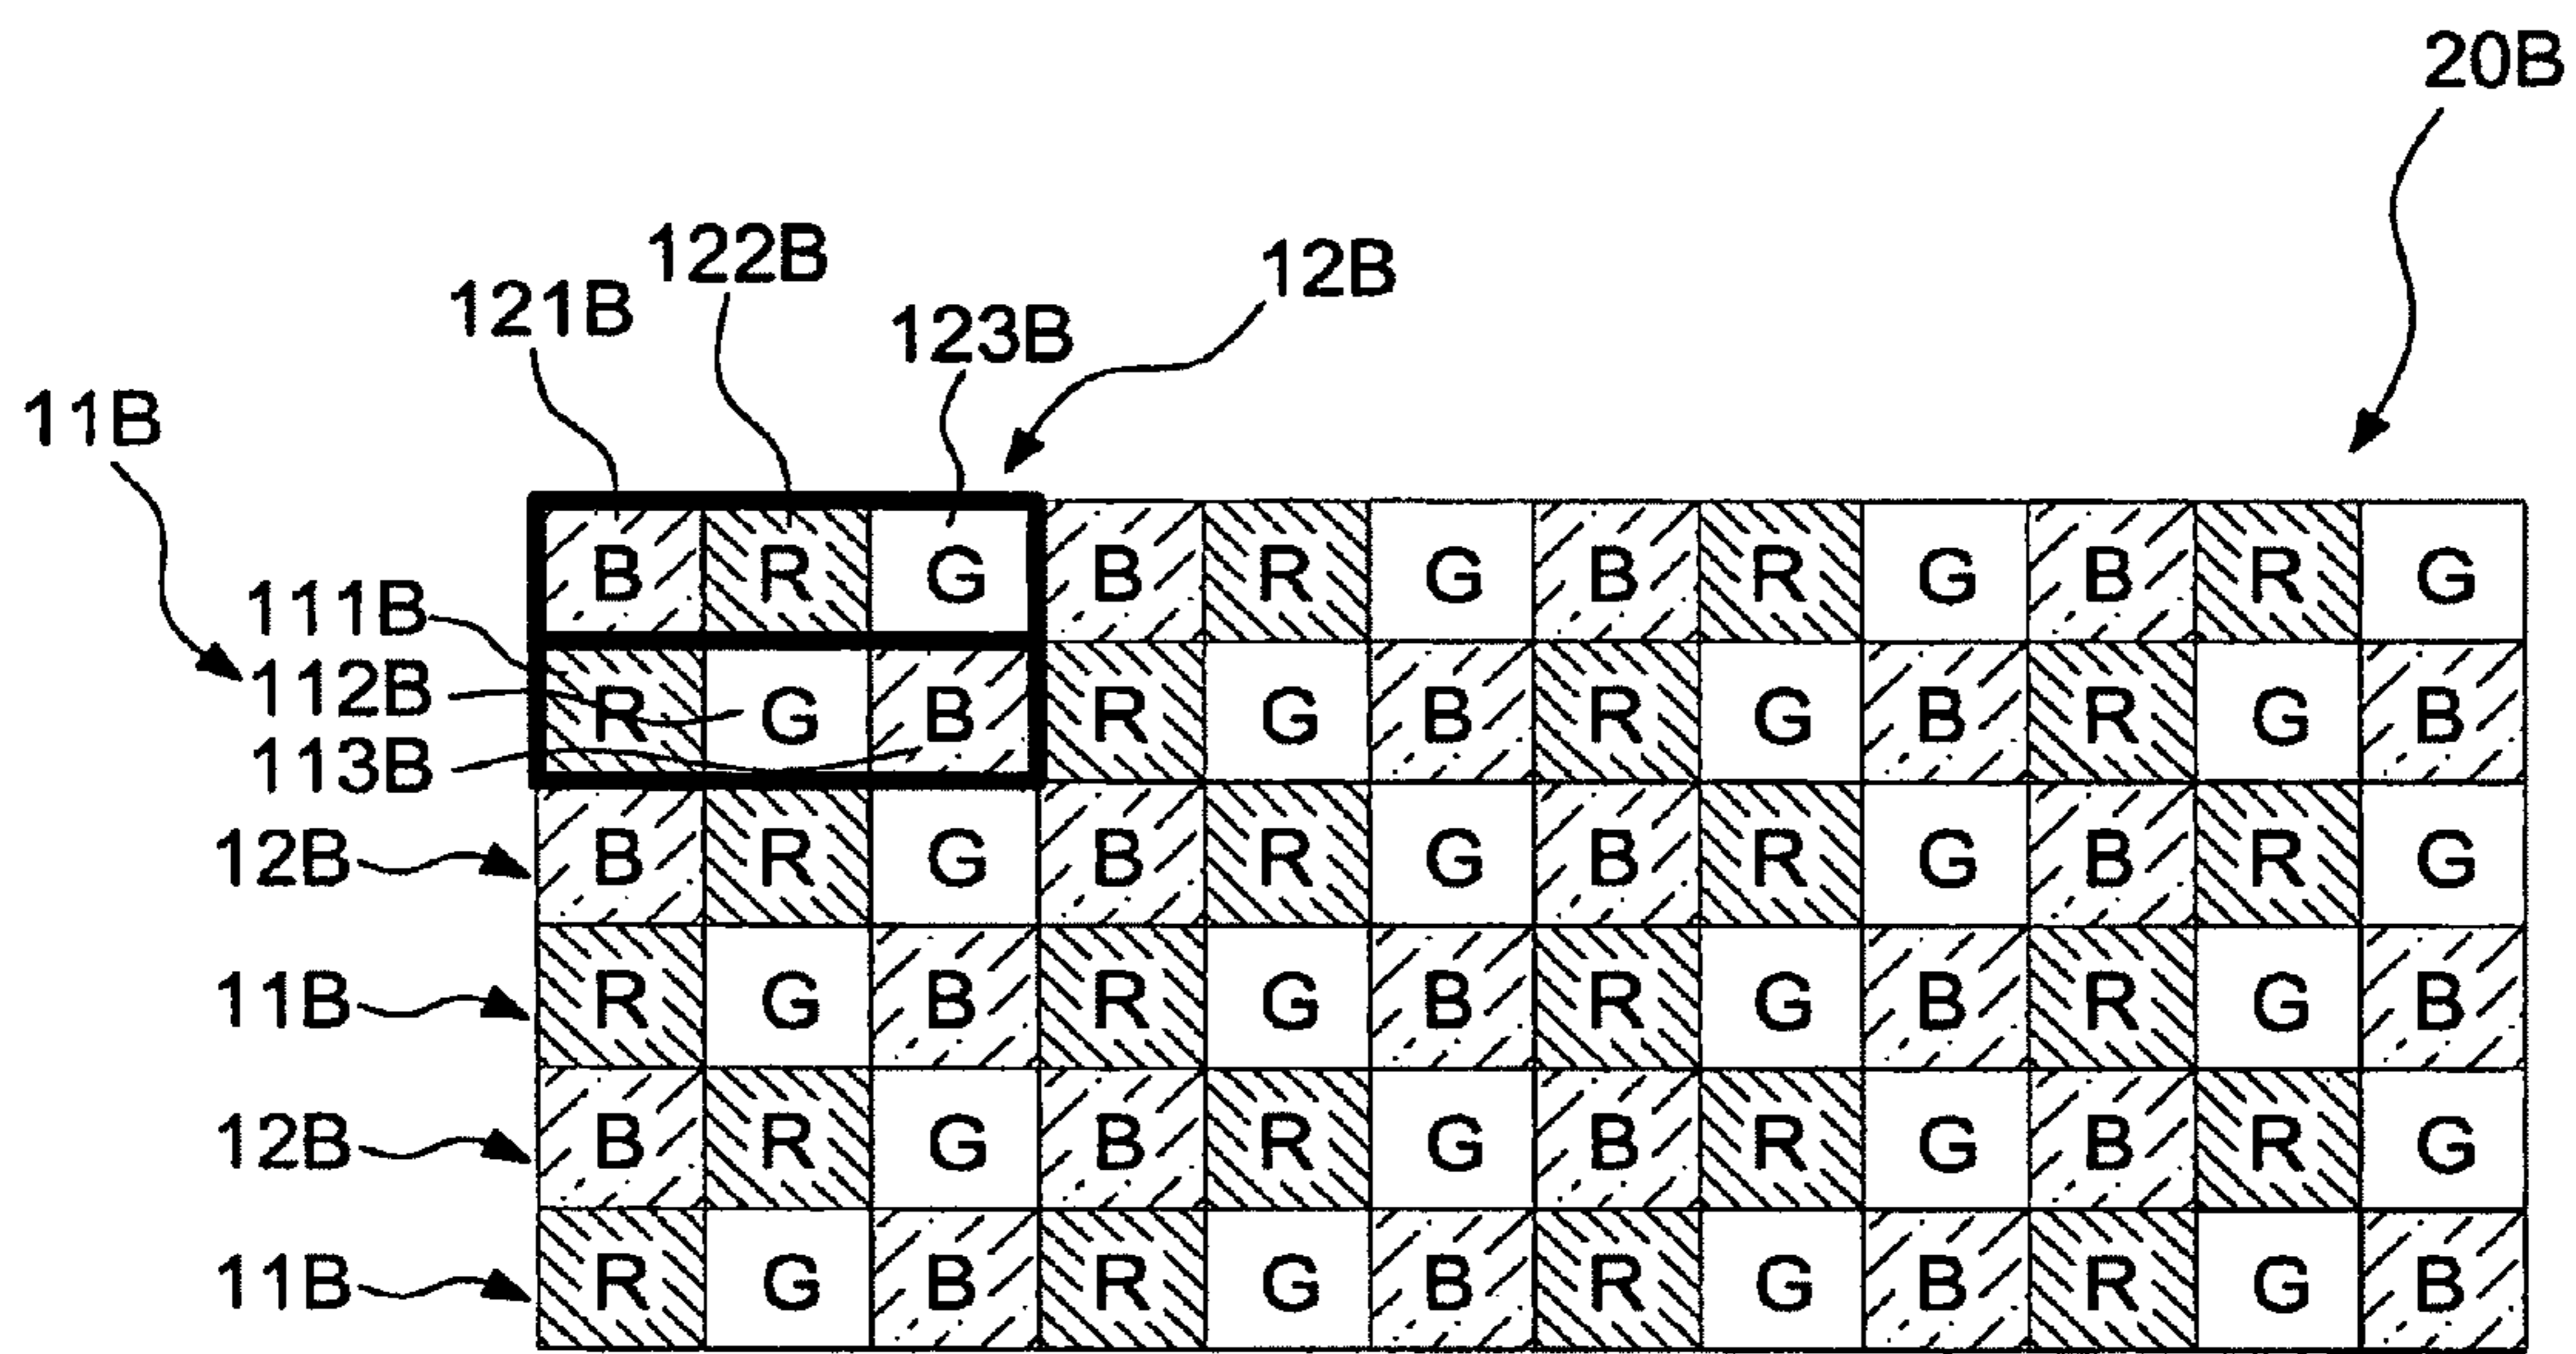 20B
122B
12B
121B
123B
11B
B R G B R G B R G B R G
111B
112B
R G B R G B R G B R G B
113B
12B B R G B R G B R G B R G
11B R G B R G B R G B R G B
12B B R G B R G B R G B R G
11B R G B R G B R G B R G B